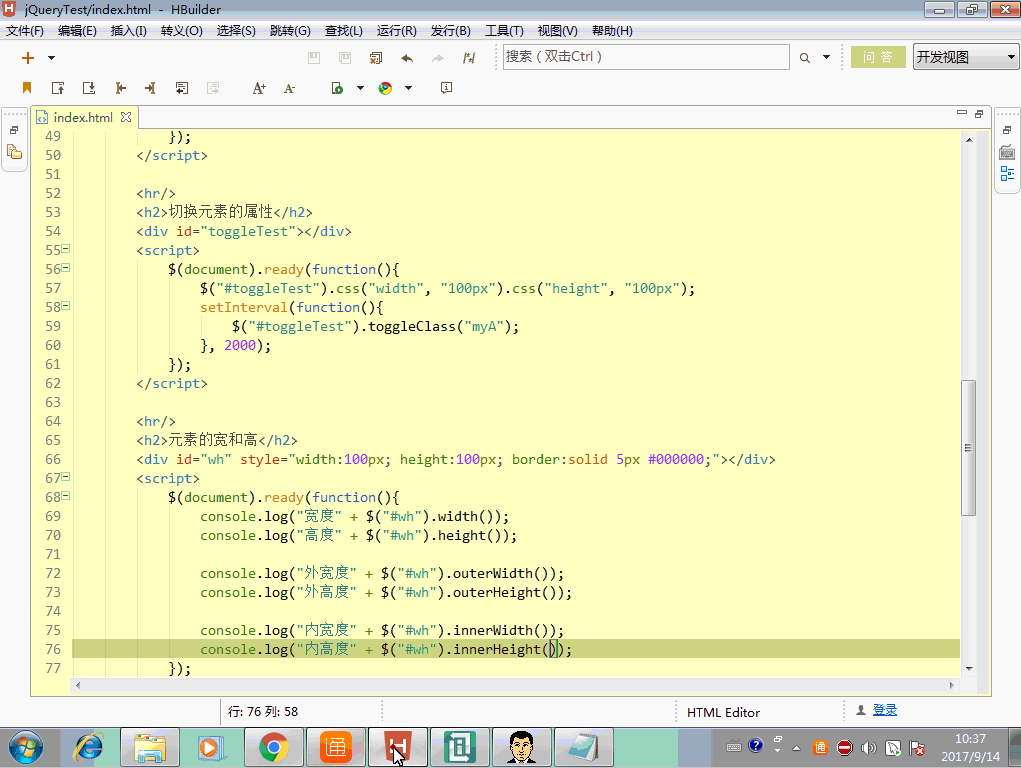 jQueryTest/index.html - HBuilder
文件(F) 编辑(E) 插入(I) 转义(O) 选择(S) 跳转(G) 查找(L) 运行(R) 发行(B) 工具(T) 视图(V) 帮助(H)
搜索（双击Ctrl）
问 答
开发视图
index.html
49 });
50 </script>
51
52 <hr/>
53 <h2>切换元素的属性</h2>
54 <div id="toggleTest"></div>
55 <script>
56 $(document).ready(function(){
57 $("#toggleTest").css("width", "100px").css("height", "100px");
58 setInterval(function(){
59 $("#toggleTest").toggleClass("myA");
60 }, 2000);
61 });
62 </script>
63
64 <hr/>
65 <h2>元素的宽和高</h2>
66 <div id="wh" style="width:100px; height:100px; border:solid 5px #000000;"></div>
67 <script>
68 $(document).ready(function(){
69 console.log("宽度" + $("#wh").width());
70 console.log("高度" + $("#wh").height());
71
72 console.log("外宽度" + $("#wh").outerWidth());
73 console.log("外高度" + $("#wh").outerHeight());
74
75 console.log("内宽度" + $("#wh").innerWidth());
76 console.log("内高度" + $("#wh").innerHeight());
77 });
行: 76 列: 58
HTML Editor
登录
10:37
2017/9/14